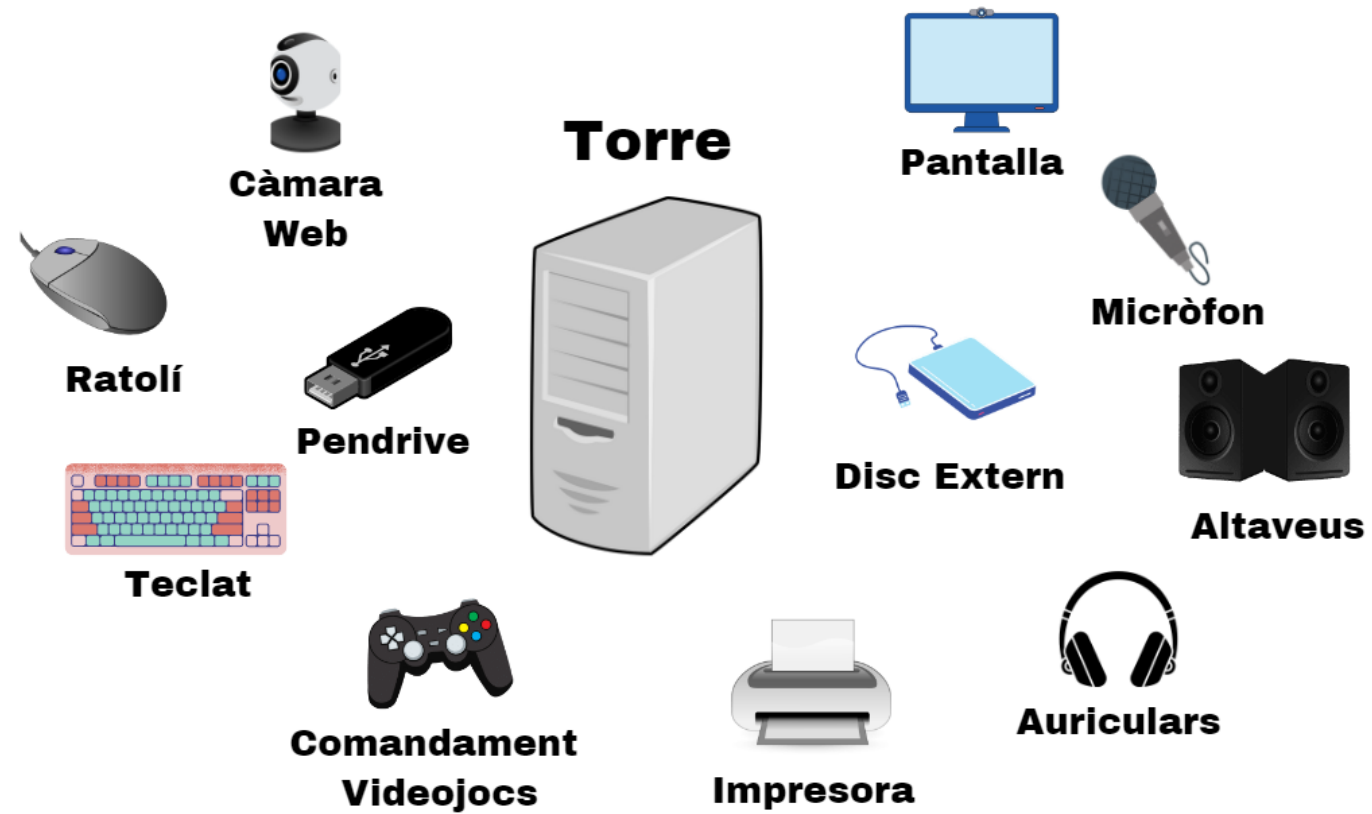 Torre
Càmara
Web
Pantalla
Micròfon
Ratolí
Pendrive
Disc Extern
Altaveus
Teclat
Comandament
Videojocs
Impresora
Auriculars